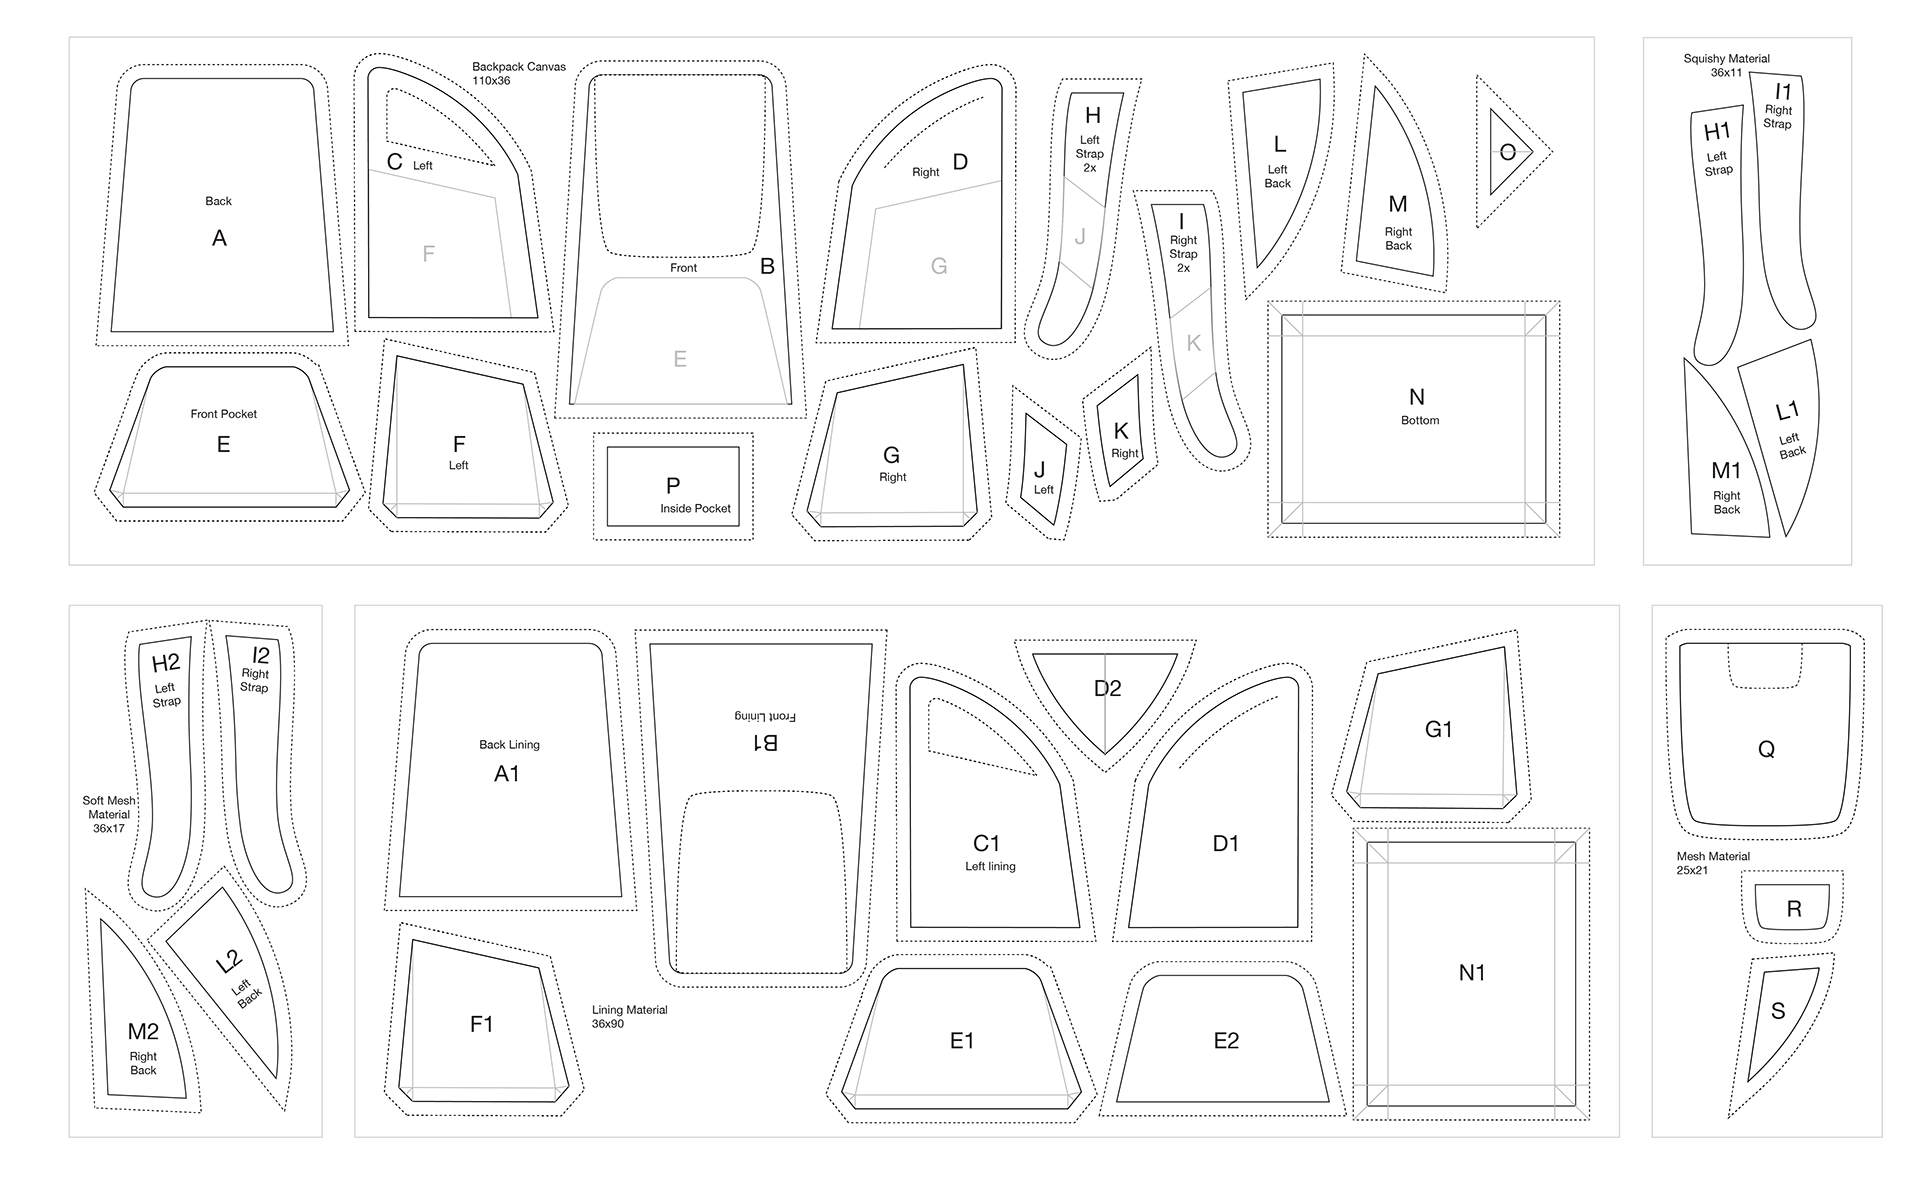 Backpack Canvas
110x36
Back
A
C Left
F
Front
B
E
Right D
G
H
Left
Strap
2x
J
I
Right
Strap
2x
K
L
Left
Back
M
Right
Back
O
Front Pocket
E
F
Left
P
Inside Pocket
G
Right
J
Left
K
Right
N
Bottom
Squishy Material
36x11
H1
Left
Strap
I1
Right
Strap
M1
Right
Back
L1
Left
Back
H2
Left
Strap
I2
Right
Strap
Soft Mesh
Material
36x17
M2
Right
Back
L2
Left
Back
Back Lining
A1
Front Lining
B1
C1
Left lining
D2
D1
G1
F1
Lining Material
36x90
E1
E2
N1
Q
Mesh Material
25x21
R
S